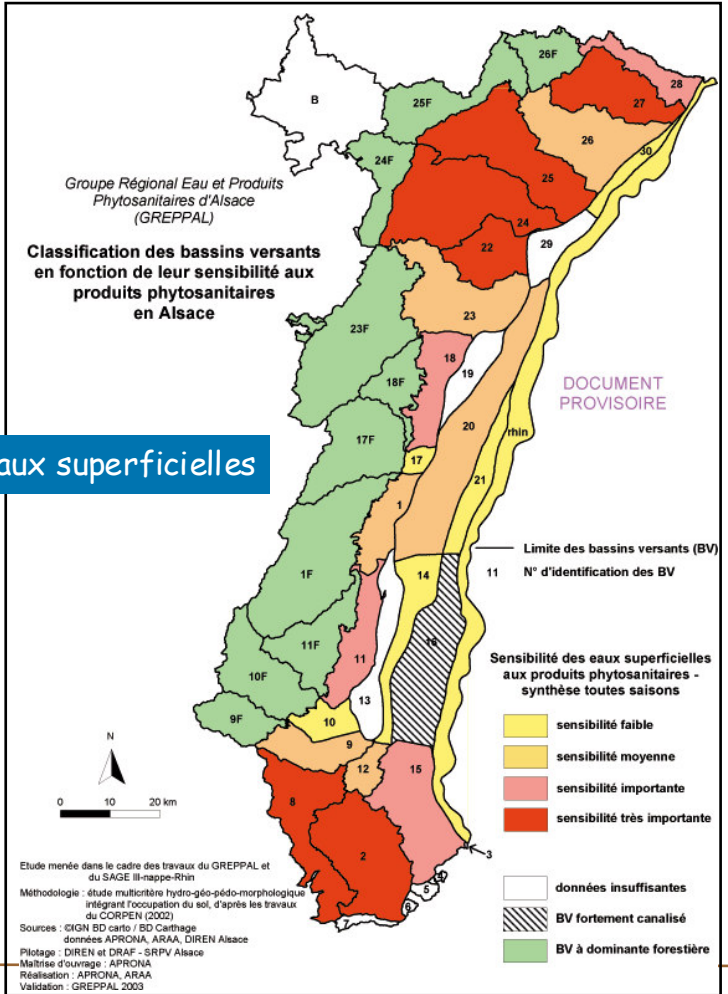 B
25F
26F
28
27
26
30
24F
25
24
29
22
Groupe Régional Eau et Produits
Phytosanitaires d'Alsace
(GREPPAL)
Classification des bassins versants
en fonction de leur sensibilité aux
produits phytosanitaires
en Alsace
23F
23
18
19
18F
DOCUMENT
PROVISOIRE
20
rhin
17F
17
21
aux superficielles
1
Limite des bassins versants (BV)
11 N° d'identification des BV
14
1F
11F
11
16
10F
13
9F
10
9
12
15
8
2
3
4
5
6
7
Sensibilité des eaux superficielles
aux produits phytosanitaires -
synthèse toutes saisons
sensibilité faible
sensibilité moyenne
sensibilité importante
sensibilité très importante
données insuffisantes
BV fortement canalisé
BV à dominante forestière
N
0 10 20 km
Etude menée dans le cadre des travaux du GREPPAL et
du SAGE Ill-nappe-Rhin
Méthodologie : étude multicritère hydro-géo-pédo-morphologique
intégrant l'occupation du sol, d'après les travaux
du CORPEN (2002)
Sources : ©IGN BD carto / BD Carthage
données APRONA, ARAA, DIREN Alsace
Pilotage : DIREN et DRAF - SRPV Alsace
Maîtrise d'ouvrage : APRONA
Réalisation : APRONA, ARAA
Validation : GREPPAL 2003